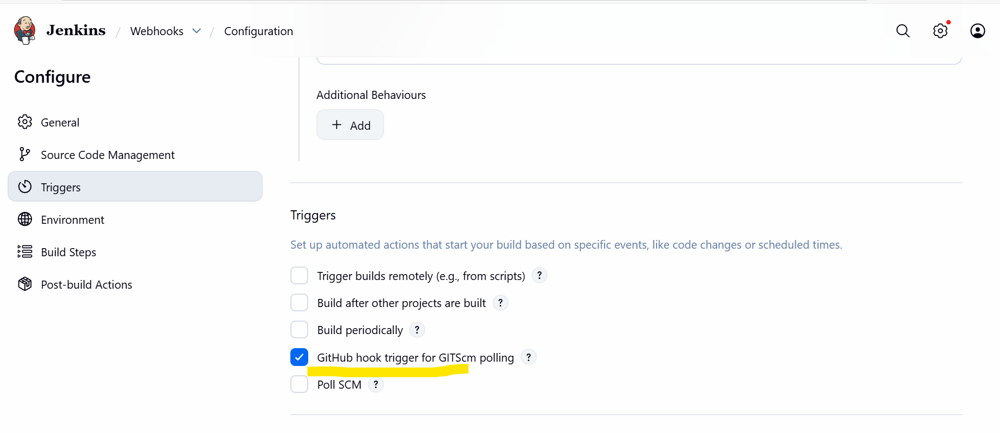 Jenkins / Webhooks / Configuration
Configure
General
Source Code Management
Triggers
Environment
Build Steps
Post-build Actions
Additional Behaviours
+ Add
Triggers
Set up automated actions that start your build based on specific events, like code changes or scheduled times.
Trigger builds remotely (e.g., from scripts) ?
Build after other projects are built ?
Build periodically ?
GitHub hook trigger for GITScm polling ?
Poll SCM ?